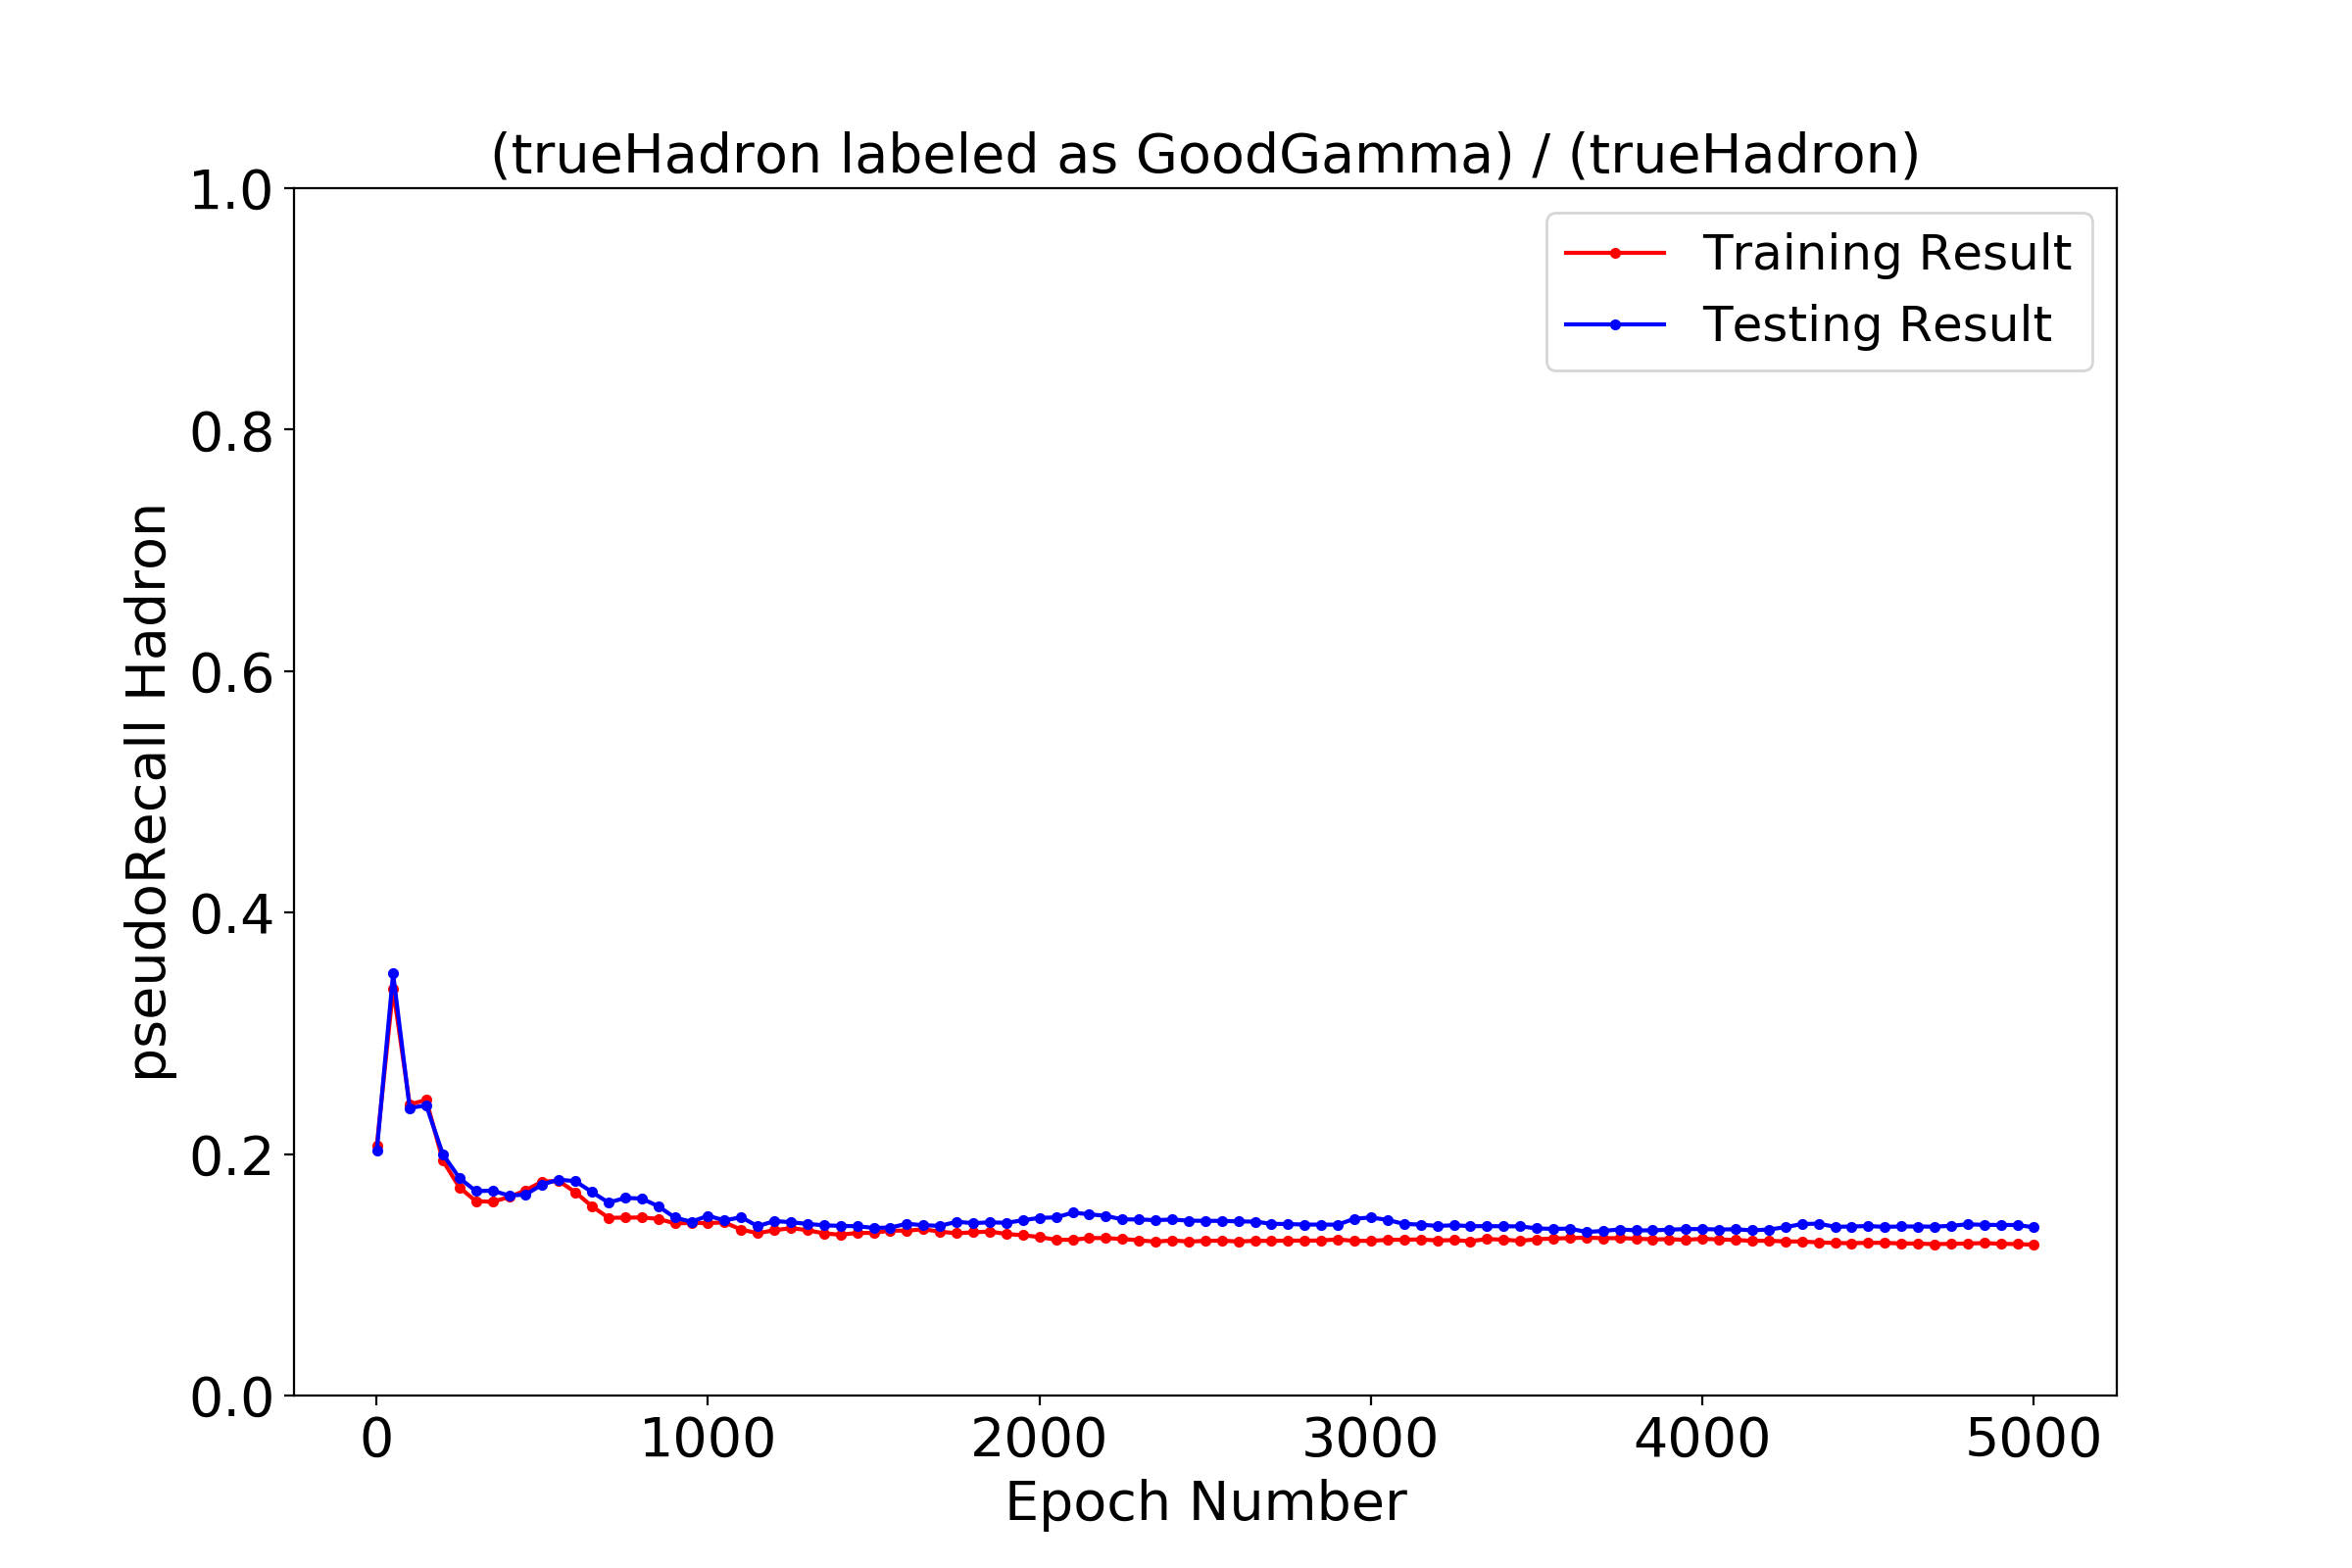 (trueHadron labeled as GoodGamma) / (trueHadron)
1.0
Training Result
Testing Result
0.8
0.6
0.4
0.2
0.0
pseudoRecall Hadron
0 1000 2000 3000 4000 5000
Epoch Number